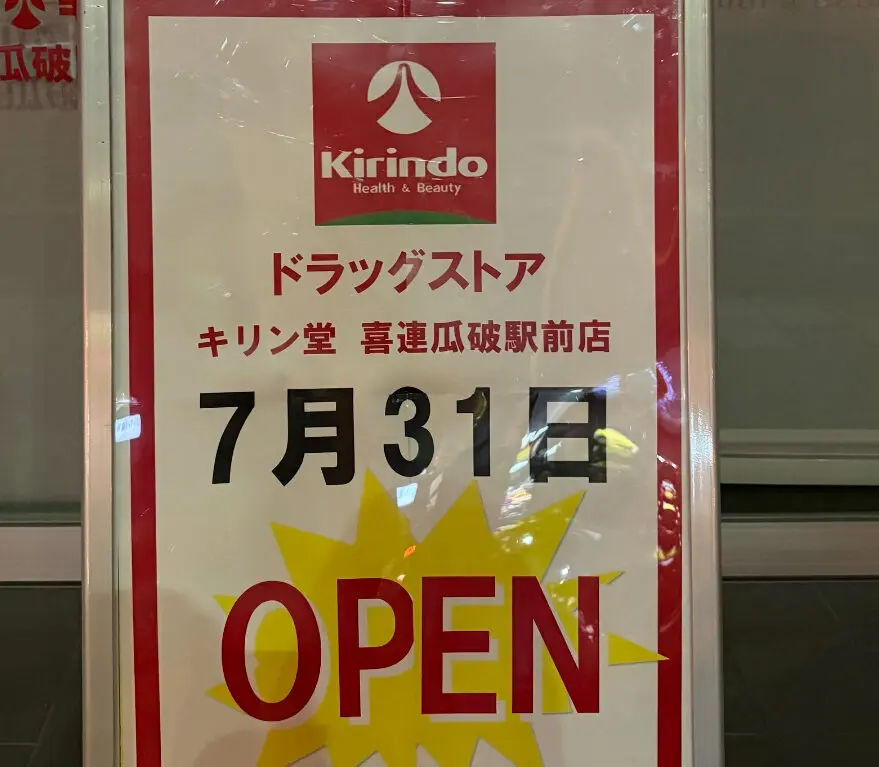 瓜破
Kirindo
Health & Beauty
ドラッグストア
キリン堂 喜連瓜破駅前店
7月31日
OPEN